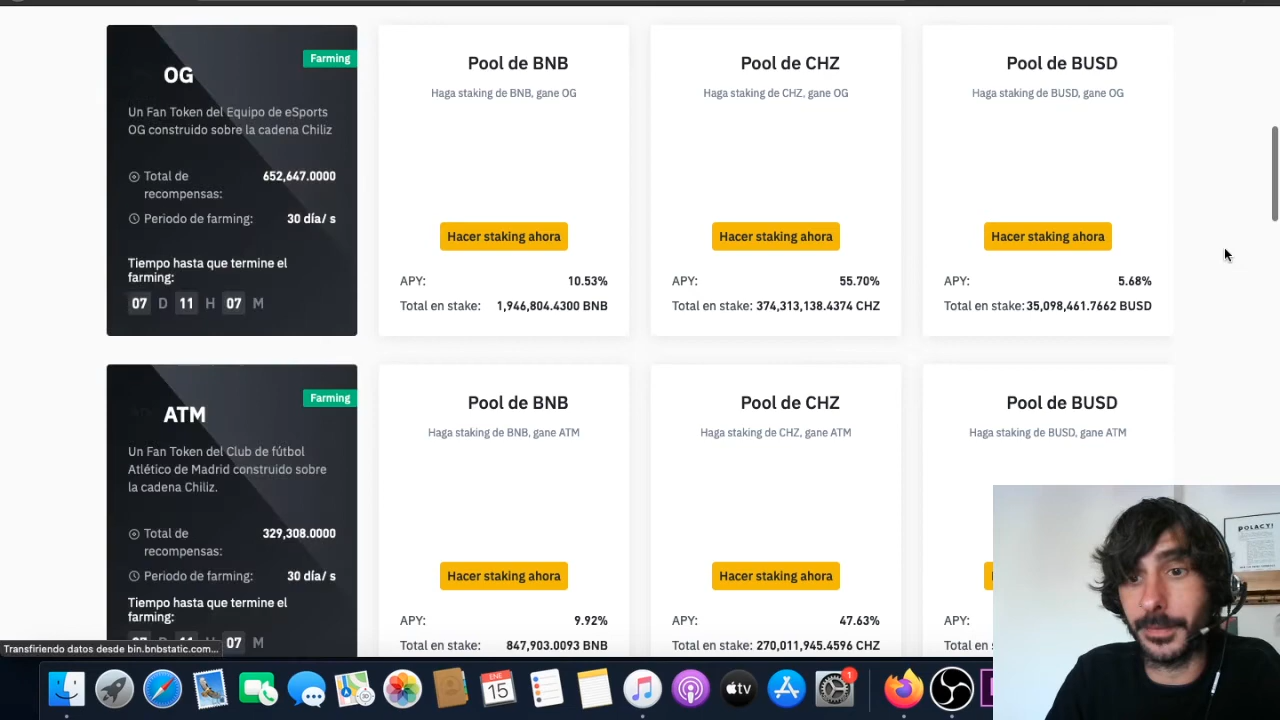 OG
Farming
Un Fan Token del Equipo de eSports
OG construido sobre la cadena Chiliz
Total de recompensas: 652,647.0000
Periodo de farming: 30 día/ s
Tiempo hasta que termine el
farming:
07 D 11 H 07 M
Pool de BNB
Haga staking de BNB, gane OG
Hacer staking ahora
APY: 10.53%
Total en stake: 1,946,804.4300 BNB
Pool de CHZ
Haga staking de CHZ, gane OG
Hacer staking ahora
APY: 55.70%
Total en stake: 374,313,138.4374 CHZ
Pool de BUSD
Haga staking de BUSD, gane OG
Hacer staking ahora
APY: 5.68%
Total en stake: 35,098,461.7662 BUSD
ATM
Farming
Un Fan Token del Club de fútbol
Atlético de Madrid construido sobre
la cadena Chiliz.
Total de recompensas: 329,308.0000
Periodo de farming: 30 día/ s
Tiempo hasta que termine el
farming:
07 M
Pool de BNB
Haga staking de BNB, gane ATM
Hacer staking ahora
APY: 9.92%
Total en stake: 847,903.0093 BNB
Pool de CHZ
Haga staking de CHZ, gane ATM
Hacer staking ahora
APY: 47.63%
Total en stake: 270,011,945.4596 CHZ
Pool de BUSD
Haga staking de BUSD, gane ATM
APY:
Total en stake:
Transfiriendo datos desde bin.bnbstatic.com...
POLACY!
ENE
15
tv
1